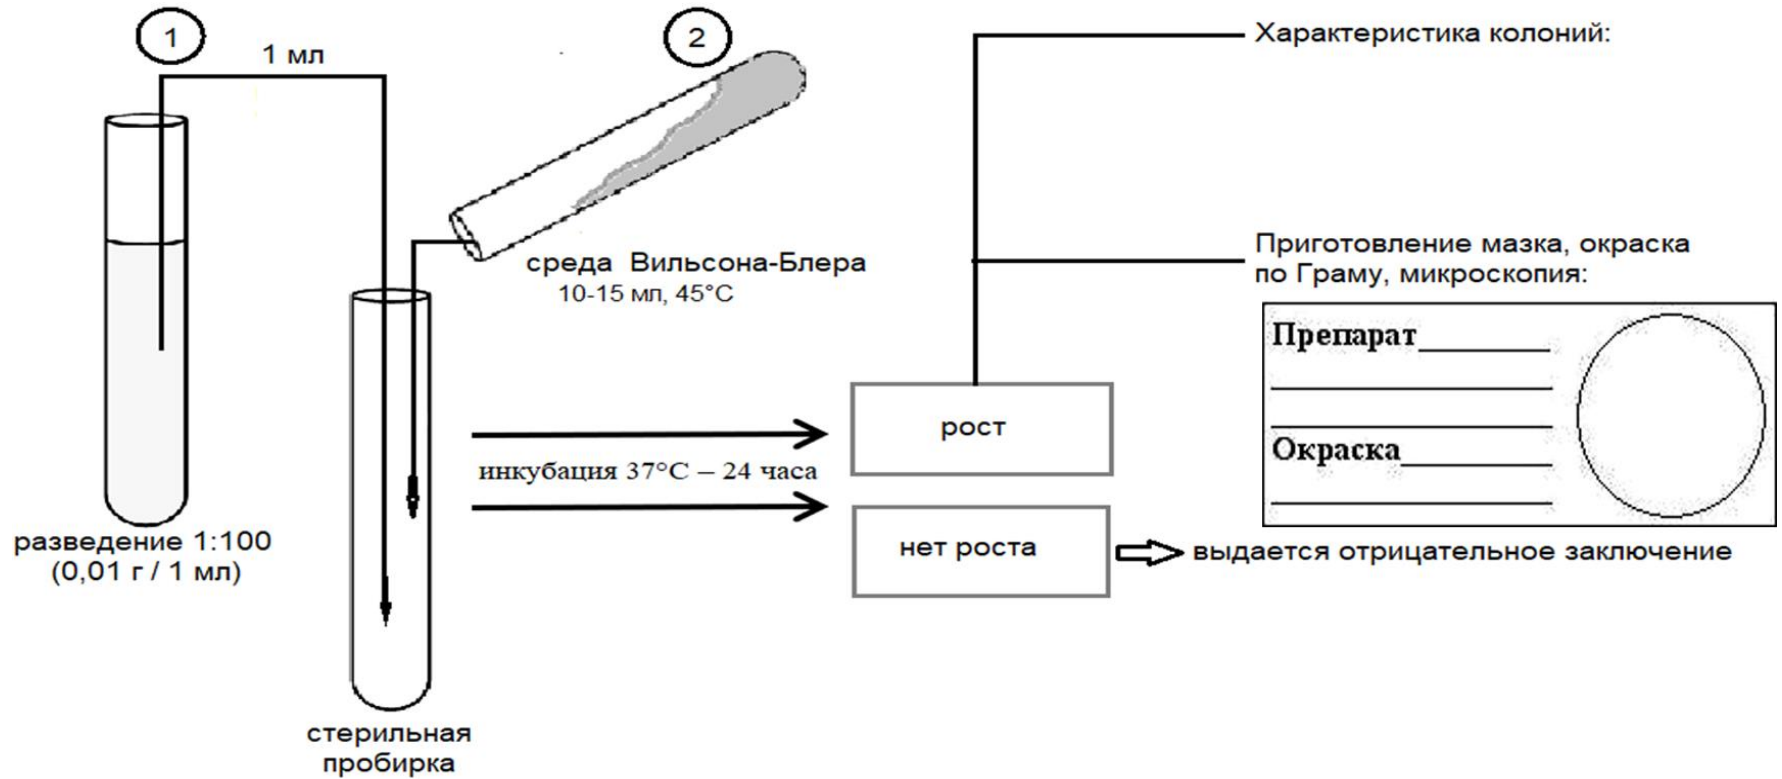 1
1 мл
2
Характеристика колоний:
среда Вильсона-Блера
10-15 мл, 45°С
Приготовление мазка, окраска
по Граму, микроскопия:
Препарат
Окраска
рост
инкубация 37°С – 24 часа
нет роста
выдается отрицательное заключение
разведение 1:100
(0,01 г / 1 мл)
стерильная
пробирка